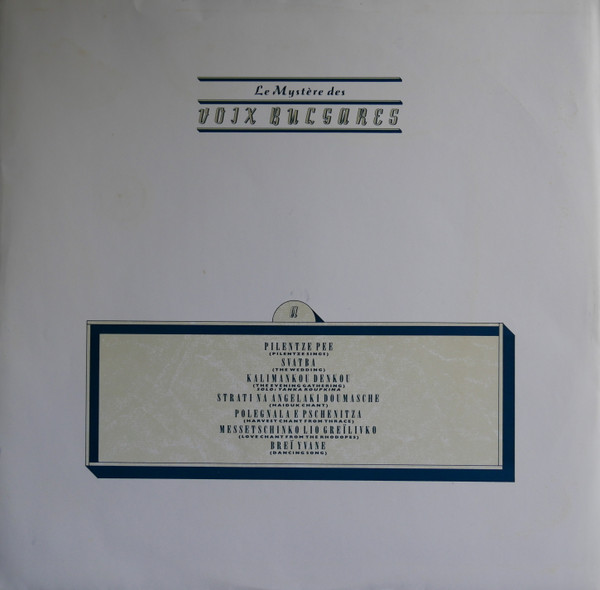 Le Mystère des
VOIX BULGARES
A
PILENTZE PEE
(PILENTZE SINGS)
SVATBA
(THE WEDDING)
KALIMANKOU DENKOU
(THE EVENING GATHERING)
SOLO: YANKA ROUPKINA
STRATI NA ANGELAKI DOUMASCHE
(HAIDUK CHANT)
POLEGNALA E PSCHENITZA
(HARVEST CHANT FROM THRACE)
MESSETSCHINKO LIO GREÏLIVKO
(LOVE CHANT FROM THE RHODOPES)
BREÏ YVANE
(DANCING SONG)